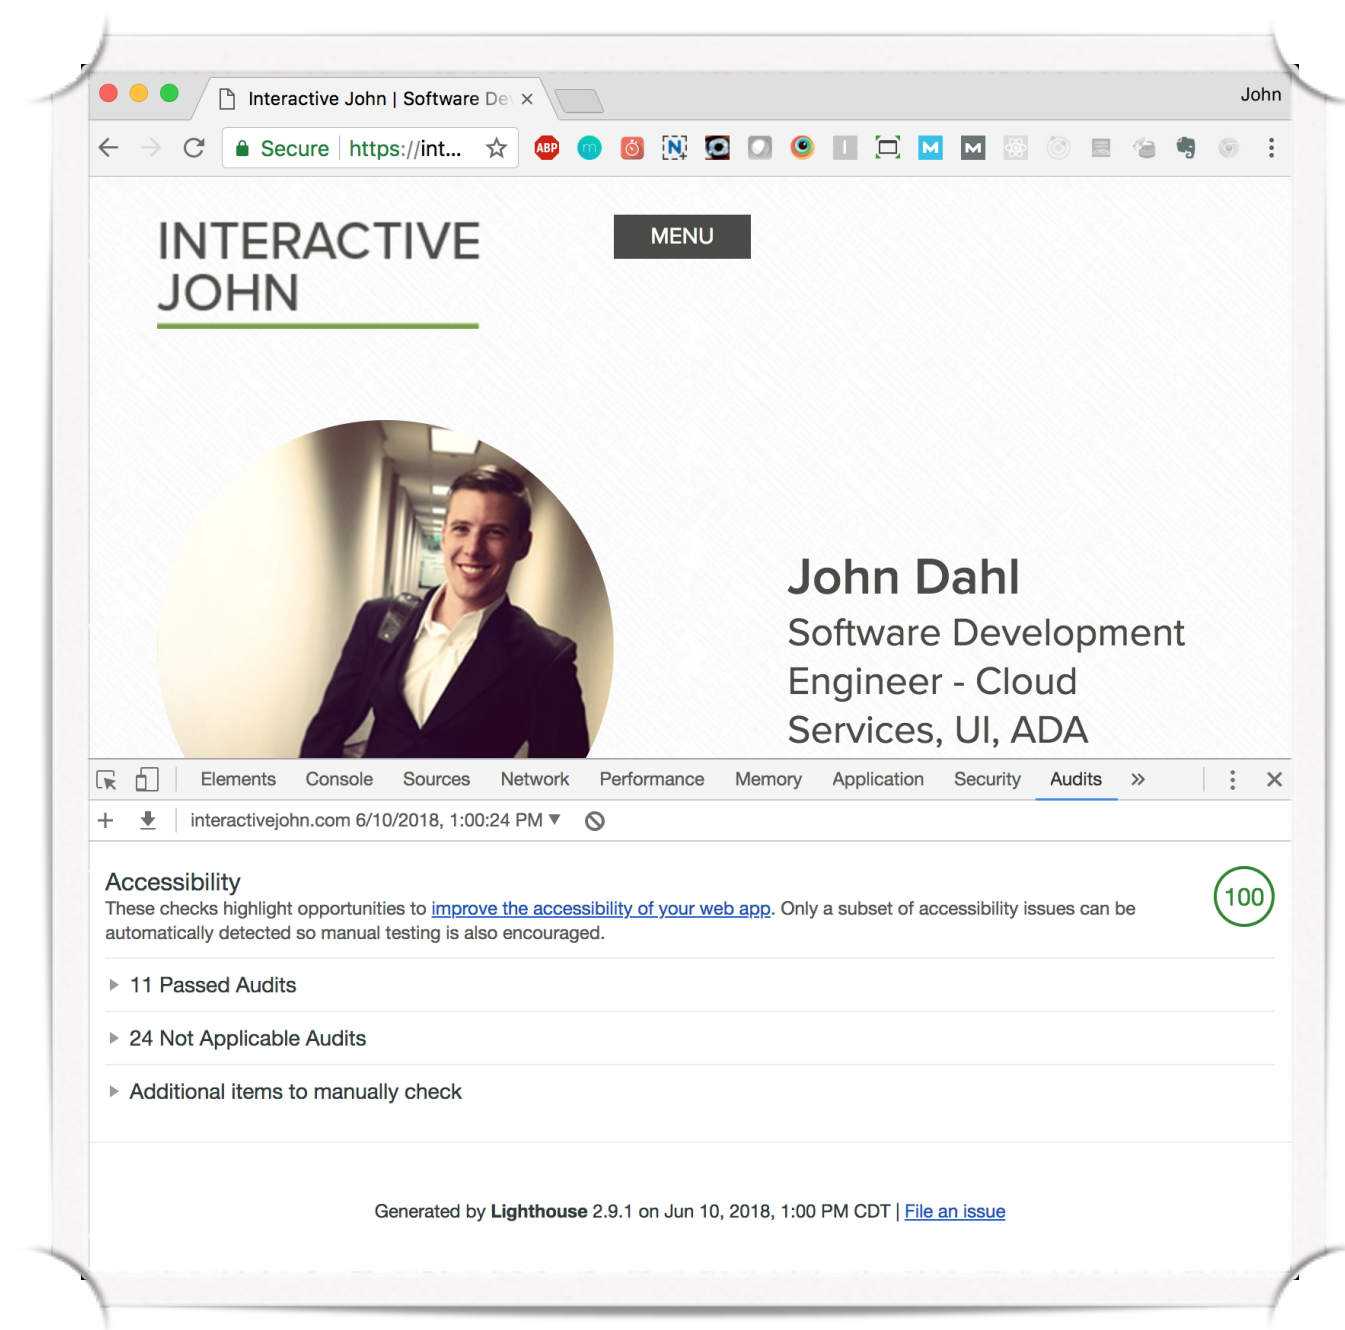 Interactive John | Software De
John
Secure https://int...
ABP
m
N
I
M
M
INTERACTIVE
JOHN
MENU
John Dahl
Software Development
Engineer - Cloud
Services, UI, ADA
Elements Console Sources Network Performance Memory Application Security Audits »
interactivejohn.com 6/10/2018, 1:00:24 PM ▼
Accessibility
100
These checks highlight opportunities to improve the accessibility of your web app. Only a subset of accessibility issues can be
automatically detected so manual testing is also encouraged.
11 Passed Audits
24 Not Applicable Audits
Additional items to manually check
Generated by Lighthouse 2.9.1 on Jun 10, 2018, 1:00 PM CDT | File an issue